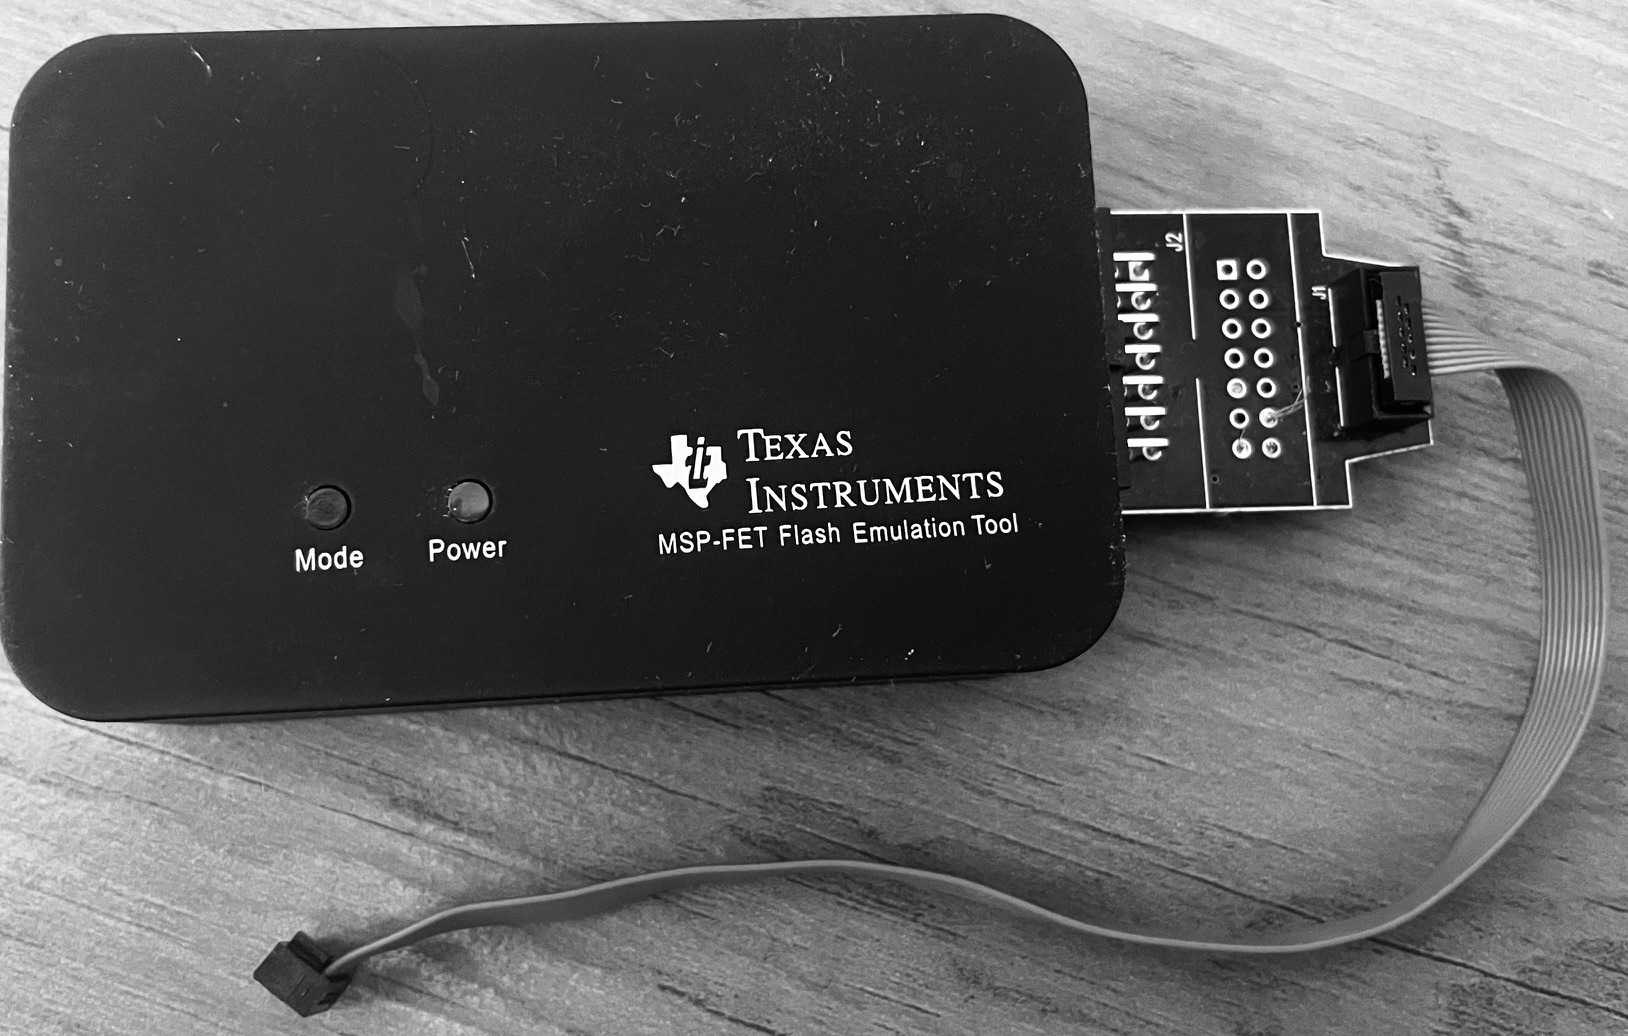 TEXAS
INSTRUMENTS
MSP-FET Flash Emulation Tool
Mode
Power
J2
J1